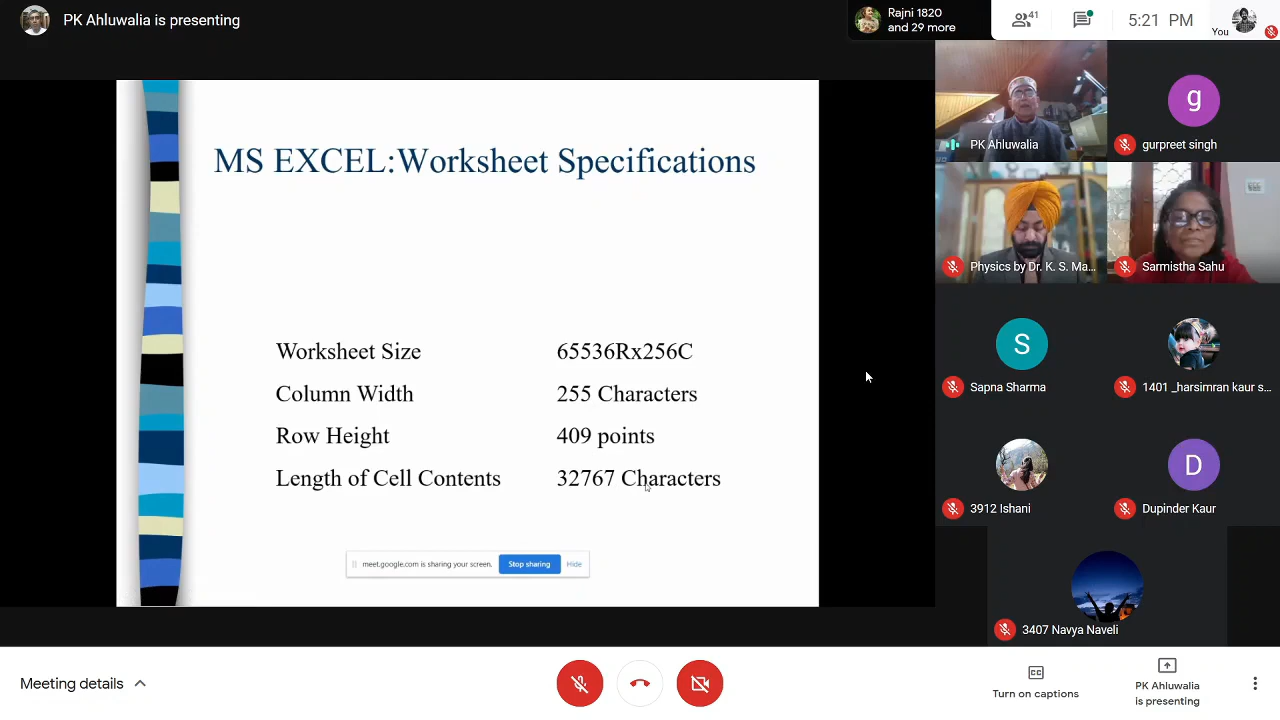 PK Ahluwalia is presenting
Rajni 1820
and 29 more
41
5:21 PM
You
MS EXCEL:Worksheet Specifications
Worksheet Size 65536Rx256C
Column Width 255 Characters
Row Height 409 points
Length of Cell Contents 32767 Characters
meet.google.com is sharing your screen. Stop sharing Hide
PK Ahluwalia
g
gurpreet singh
Physics by Dr. K. S. Ma...
Sarmistha Sahu
S
Sapna Sharma
1401 _harsimran kaur s...
3912 Ishani
D
Dupinder Kaur
3407 Navya Naveli
Meeting details
CC
Turn on captions
PK Ahluwalia
is presenting